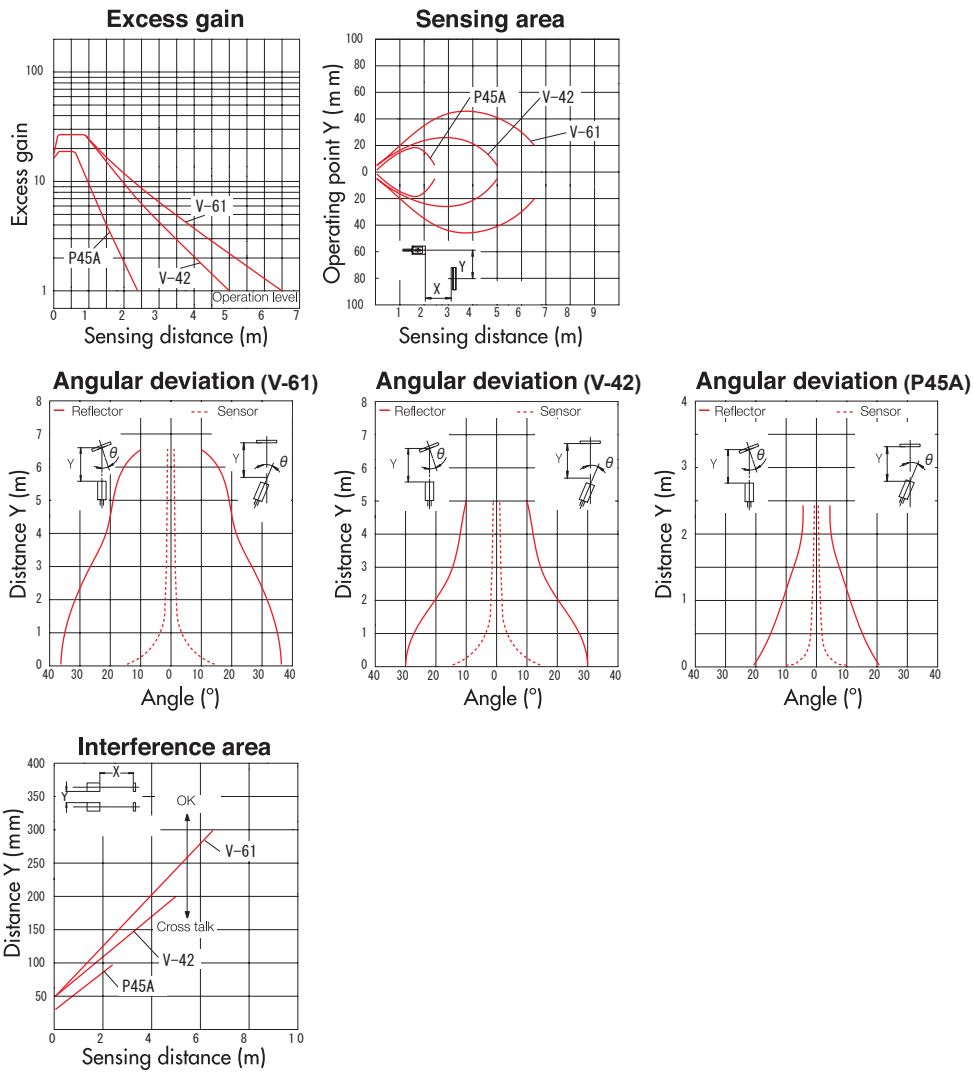 Excess gain
Excess gain
100
10
1
V-61
P45A
V-42
Operation level
0 1 2 3 4 5 6 7
Sensing distance (m)
Sensing area
Operating point Y (mm)
100
80
60
40
20
0
20
40
60
80
100
P45A
V-42
V-61
Y
X
1 2 3 4 5 6 7 8 9
Sensing distance (m)
Angular deviation (V-61)
Distance Y (m)
8
7
6
5
4
3
2
1
0
Reflector
Sensor
Y
θ
Y
θ
40 30 20 10 0 10 20 30 40
Angle (°)
Angular deviation (V-42)
Distance Y (m)
8
7
6
5
4
3
2
1
0
Reflector
Sensor
Y
θ
Y
θ
40 30 20 10 0 10 20 30 40
Angle (°)
Angular deviation (P45A)
Distance Y (m)
4
3
2
1
0
Reflector
Sensor
Y
θ
Y
θ
40 30 20 10 0 10 20 30 40
Angle (°)
Interference area
Distance Y (mm)
400
350
300
250
200
150
100
50
X
Y
OK
V-61
Cross talk
V-42
P45A
0 2 4 6 8 10
Sensing distance (m)